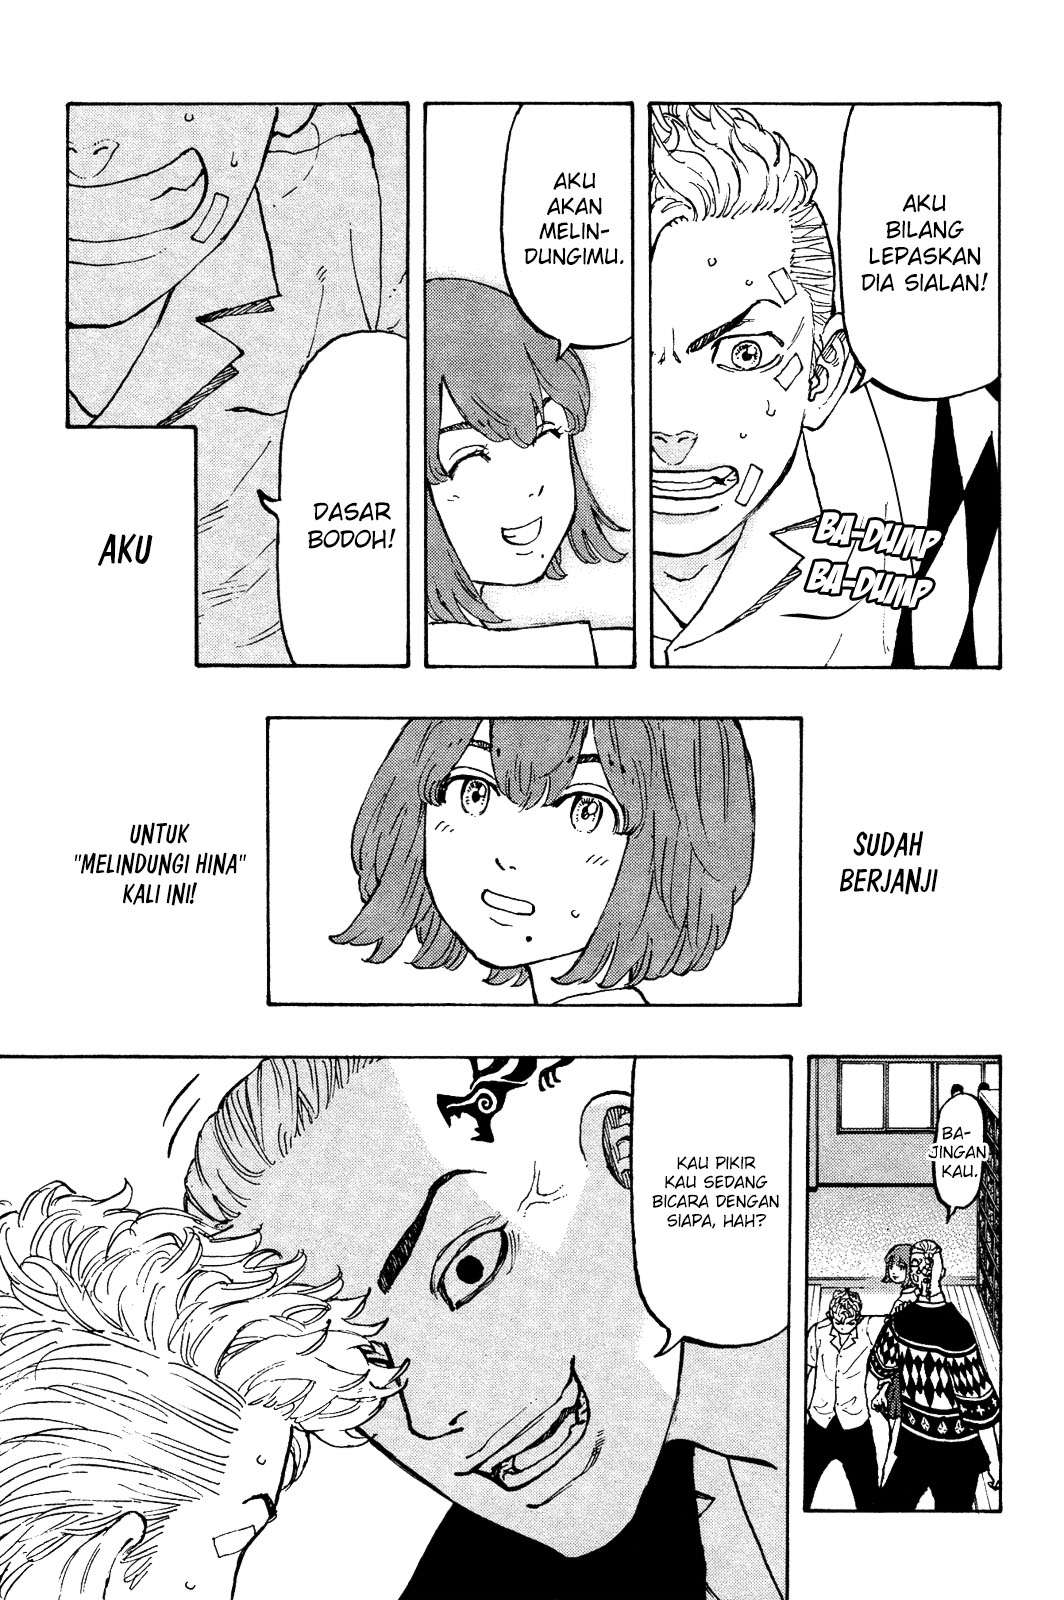 AKU
BILANG
LEPASKAN
DIA SIALAN!
BA-DUMP
BA-DUMP
AKU
AKAN
MELIN-
DUNGIMU.
DASAR
BODOH!
AKU
SUDAH
BERJANJI
UNTUK
"MELINDUNGI HINA"
KALI INI!
BA-
JINGAN
KAU.
KAU PIKIR
KAU SEDANG
BICARA DENGAN
SIAPA, HAH?